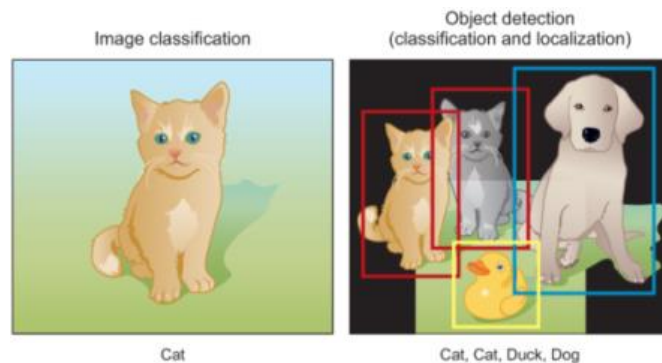 Image classification
Object detection
(classification and localization)
Cat
Cat, Cat, Duck, Dog